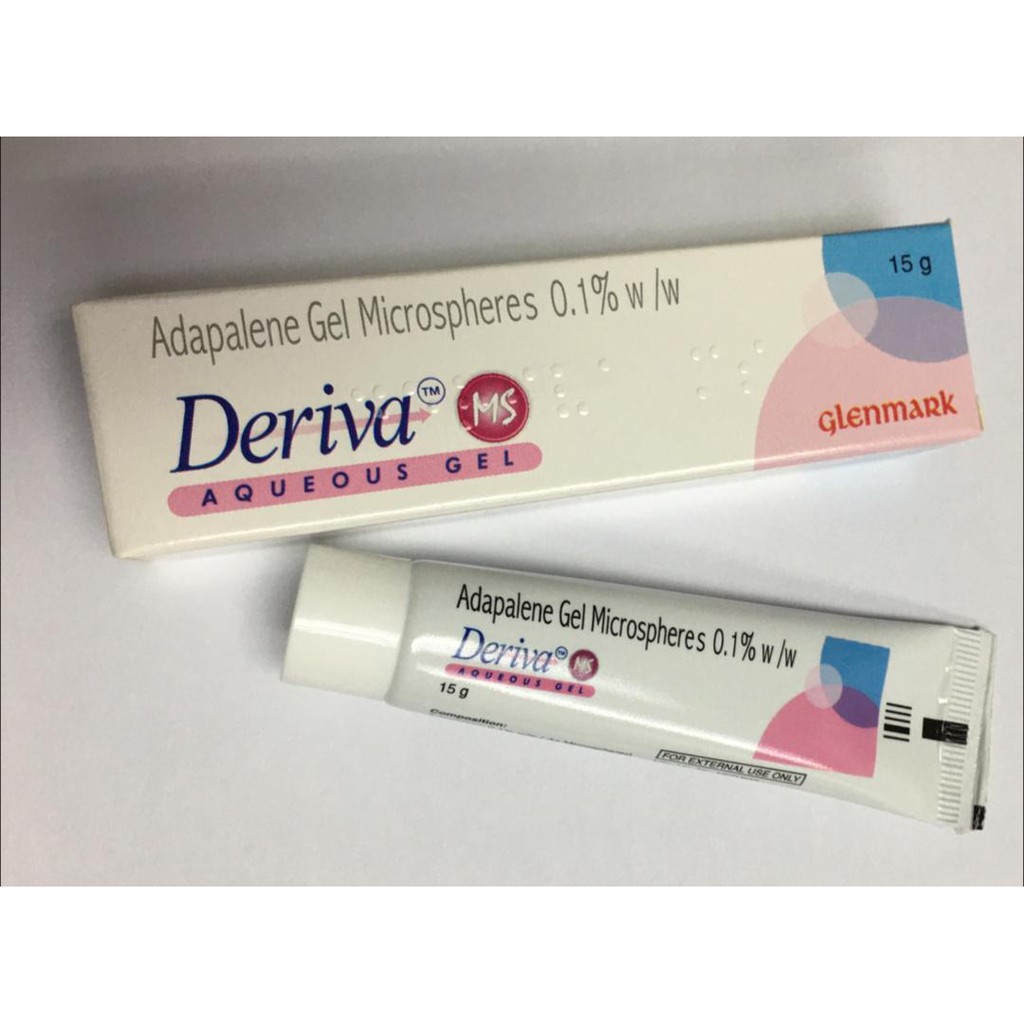 15 g
Adapalene Gel Microspheres 0.1% w/w
Deriva™ MS
AQUEOUS GEL
Glenmark
Adapalene Gel Microspheres 0.1% w/w
Deriva™ MS
AQUEOUS GEL
15 g
Composition:
FOR EXTERNAL USE ONLY